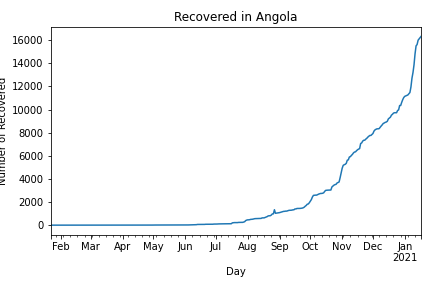 Recovered in Angola
Number of Recovered
16000
14000
12000
10000
8000
6000
4000
2000
0
Feb Mar Apr May Jun Jul Aug Sep Oct Nov Dec Jan
2021
Day